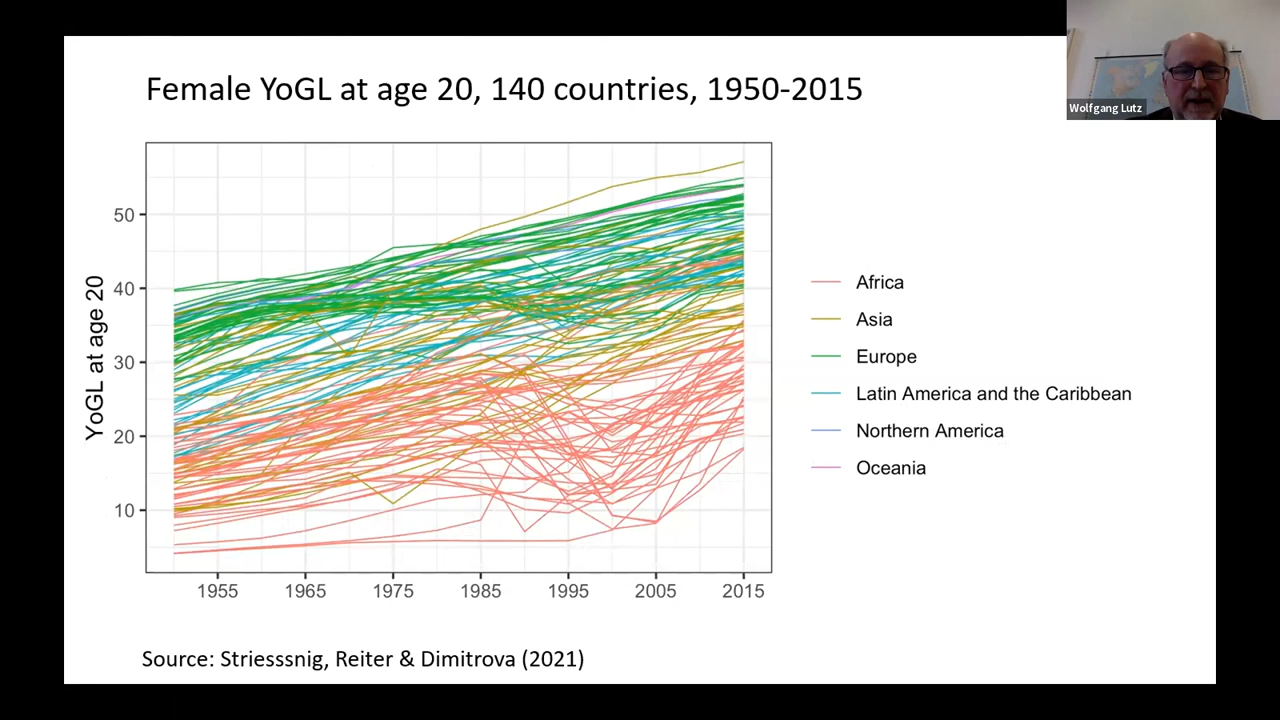 Female YoGL at age 20, 140 countries, 1950-2015
Wolfgang Lutz
YoGL at age 20
50
40
30
20
10
1955 1965 1975 1985 1995 2005 2015
Africa
Asia
Europe
Latin America and the Caribbean
Northern America
Oceania
Source: Striesssnig, Reiter & Dimitrova (2021)